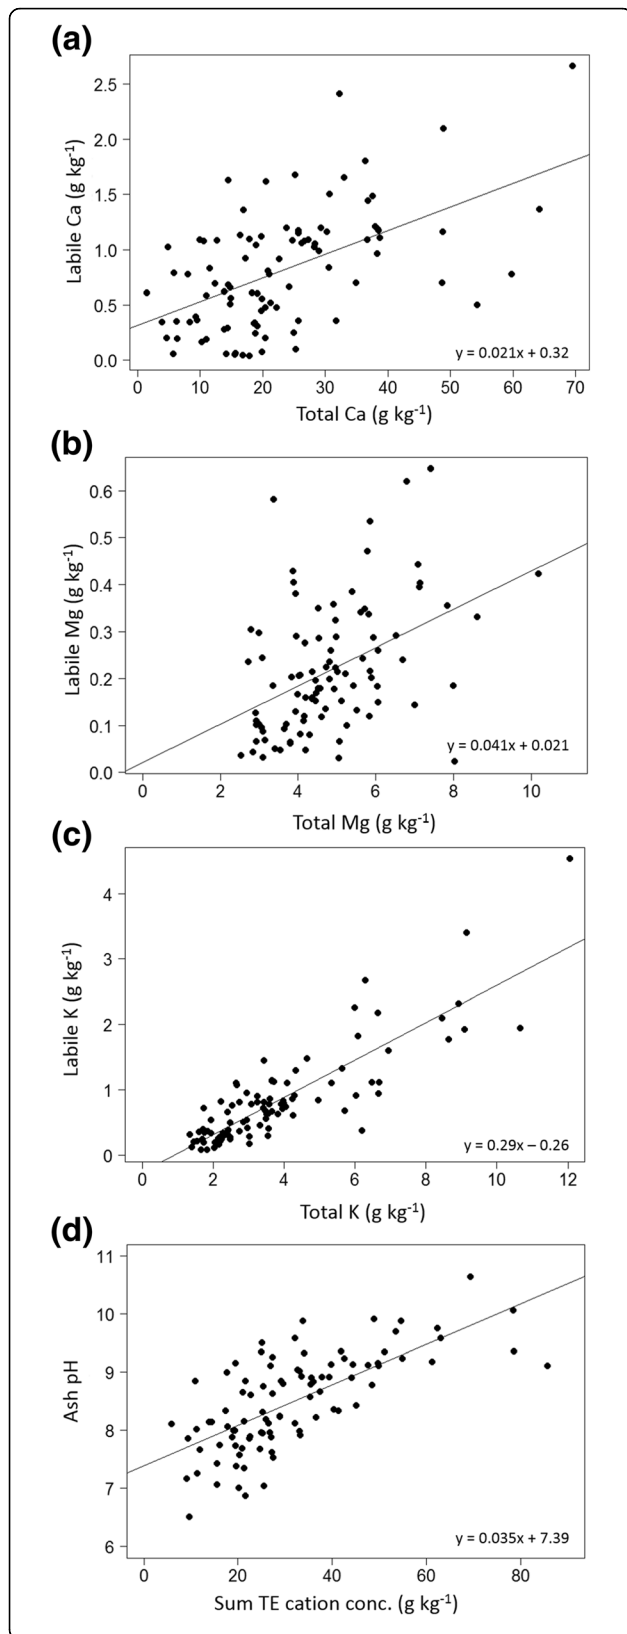 (a)
Labile Ca (g kg⁻¹)
2.5
2.0
1.5
1.0
0.5
0.0
y = 0.021x + 0.32
0 10 20 30 40 50 60 70
Total Ca (g kg⁻¹)
(b)
Labile Mg (g kg⁻¹)
0.6
0.5
0.4
0.3
0.2
0.1
0.0
y = 0.041x + 0.021
0 2 4 6 8 10
Total Mg (g kg⁻¹)
(c)
Labile K (g kg⁻¹)
4
3
2
1
0
y = 0.29x – 0.26
0 2 4 6 8 10 12
Total K (g kg⁻¹)
(d)
Ash pH
11
10
9
8
7
6
y = 0.035x + 7.39
0 20 40 60 80
Sum TE cation conc. (g kg⁻¹)